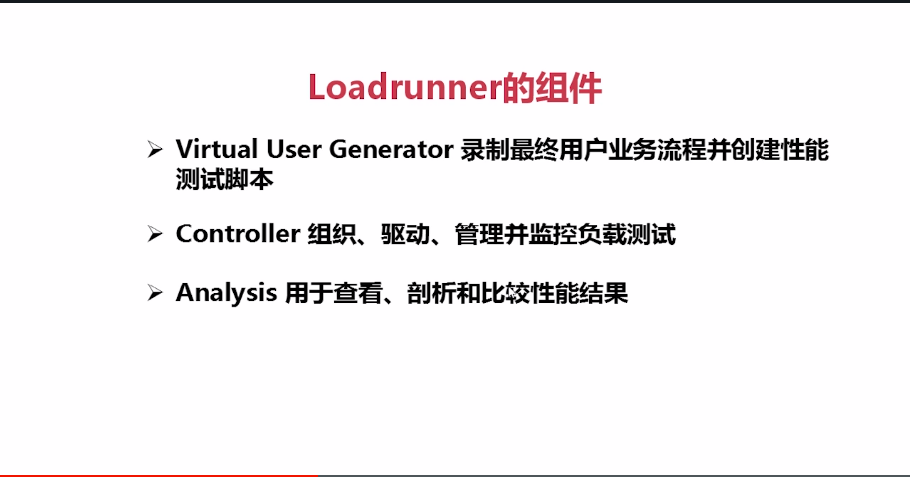 Loadrunner的组件
Virtual User Generator 录制最终用户业务流程并创建性能
测试脚本
Controller 组织、驱动、管理并监控负载测试
Analysis 用于查看、剖析和比较性能结果